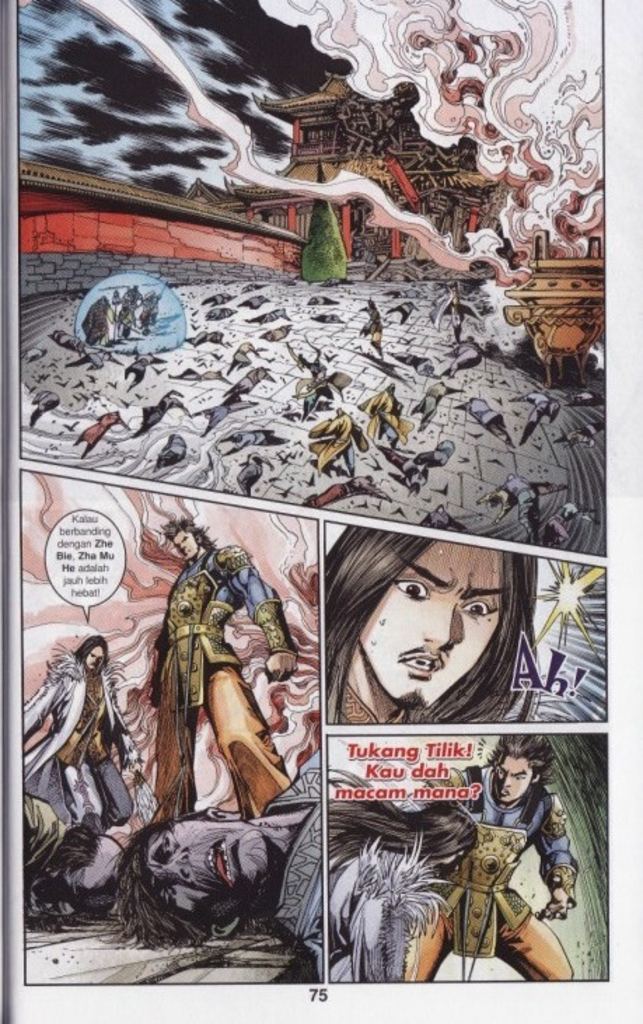 Kalau
berbanding
dengan Zhe
Bie, Zha Mu
He adalah
jauh lebih
hebat!
Ah!
Tukang Tilik!
Kau dah
macam mana?
75